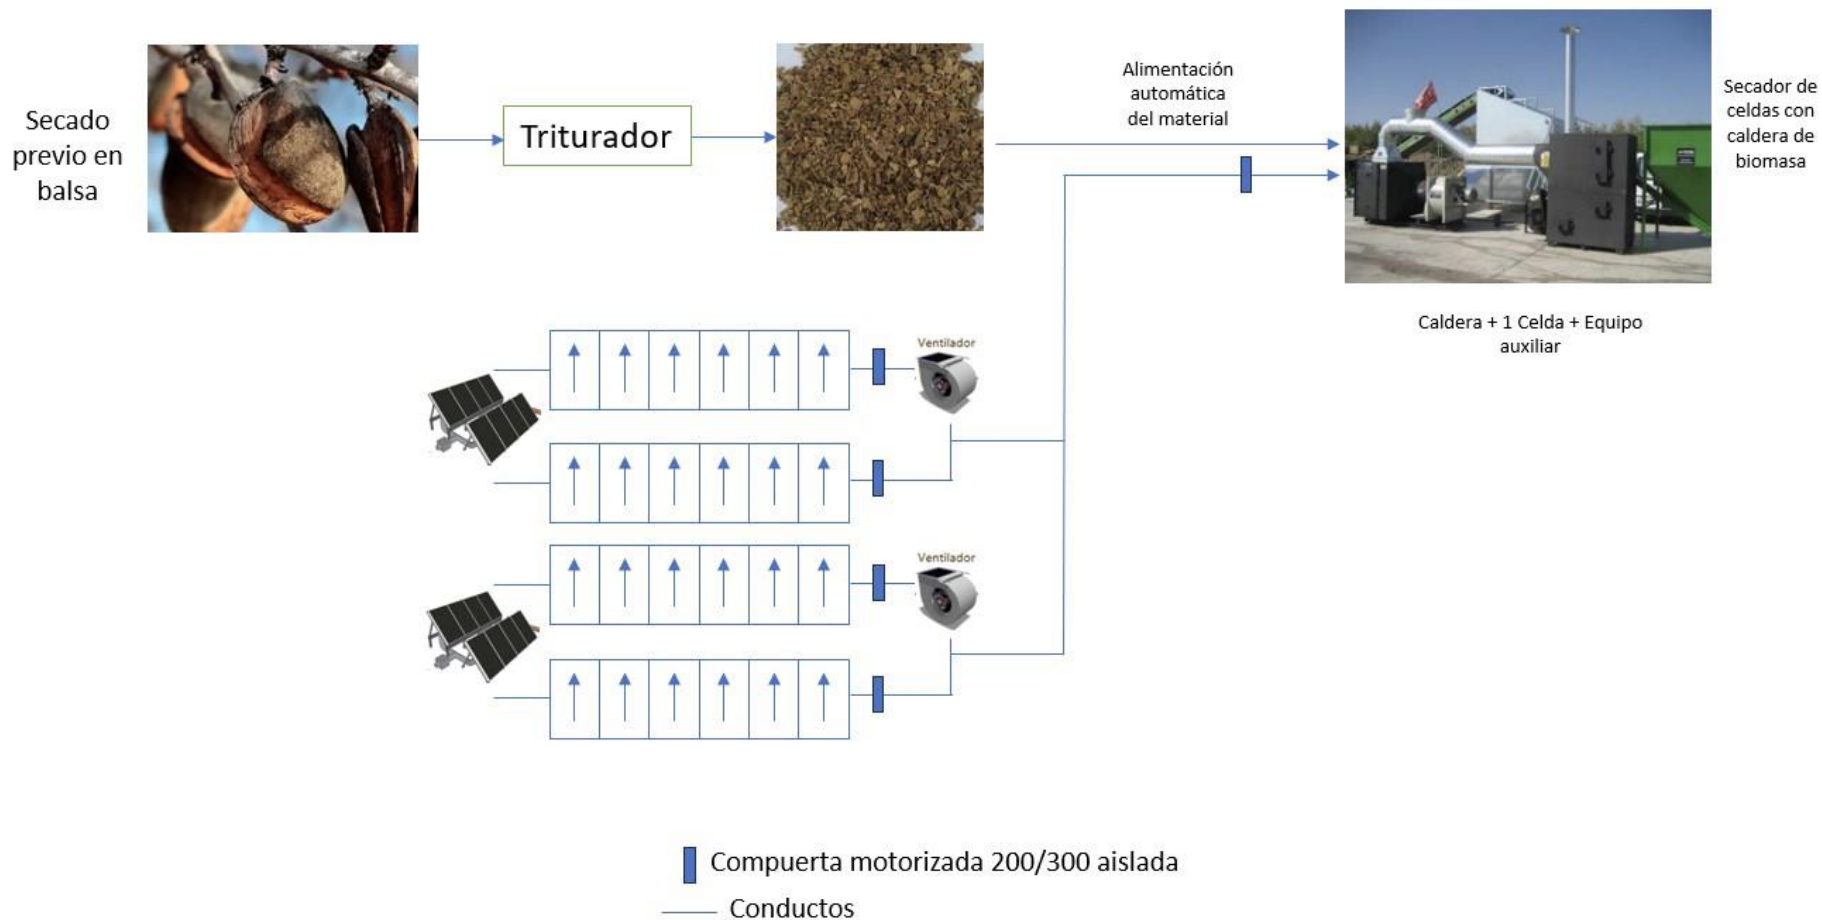 Secado
previo en
balsa
Triturador
Alimentación
automática
del material
Secador de
celdas con
caldera de
biomasa
Caldera + 1 Celda + Equipo
auxiliar
Ventilador
Ventilador
Compuerta motorizada 200/300 aislada
Conductos